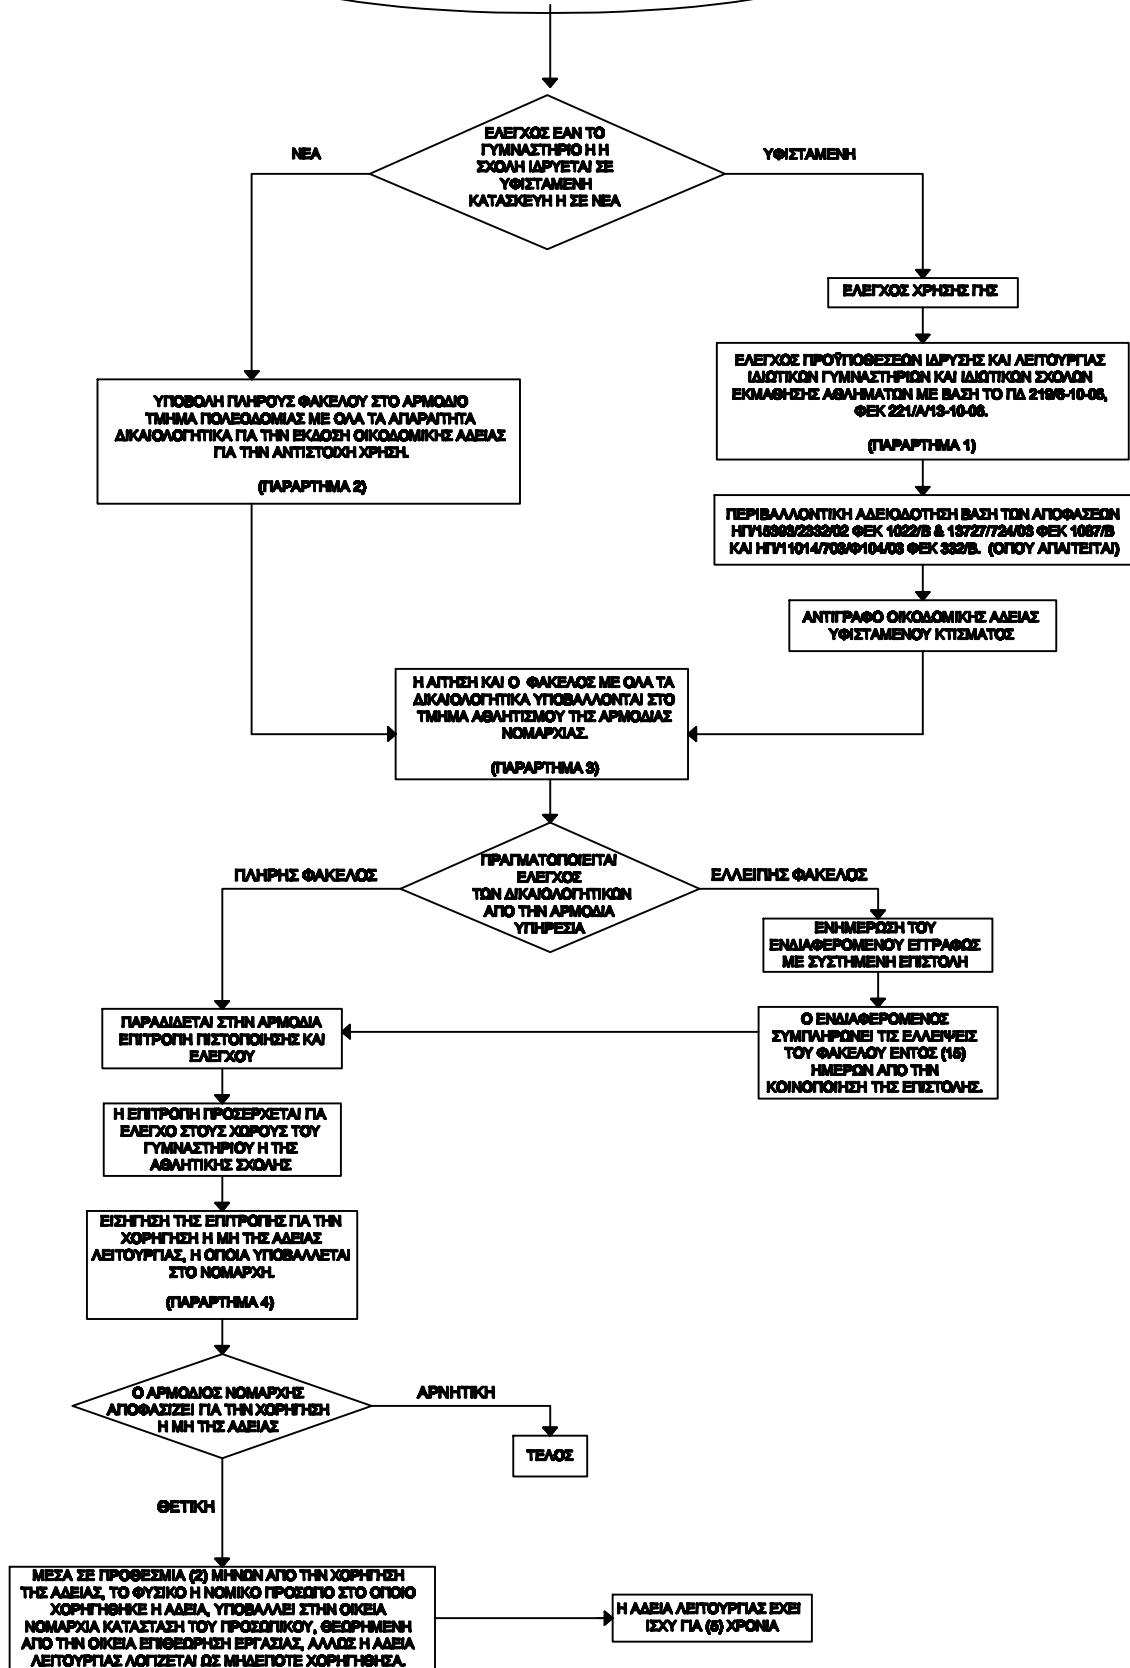 ΕΛΕΓΧΟΣ ΕΑΝ ΤΟ
ΓΥΜΝΑΣΤΗΡΙΟ Η Η
ΣΧΟΛΗ ΙΔΡΥΕΤΑΙ ΣΕ
ΥΦΙΣΤΑΜΕΝΗ
ΚΑΤΑΣΚΕΥΗ Η ΣΕ ΝΕΑ
ΝΕΑ
ΥΦΙΣΤΑΜΕΝΗ
ΕΛΕΓΧΟΣ ΧΡΗΣΗΣ ΓΗΣ
ΕΛΕΓΧΟΣ ΠΡΟΫΠΟΘΕΣΕΩΝ ΙΔΡΥΣΗΣ ΚΑΙ ΛΕΙΤΟΥΡΓΙΑΣ
ΙΔΙΩΤΙΚΩΝ ΓΥΜΝΑΣΤΗΡΙΩΝ ΚΑΙ ΙΔΙΩΤΙΚΩΝ ΣΧΟΛΩΝ
ΕΚΜΑΘΗΣΗΣ ΑΘΛΗΜΑΤΩΝ ΜΕ ΒΑΣΗ ΤΟ ΠΔ 219/6-10-06,
ΦΕΚ 221/Α/13-10-06.
(ΠΑΡΑΡΤΗΜΑ 1)
ΥΠΟΒΟΛΗ ΠΛΗΡΟΥΣ ΦΑΚΕΛΟΥ ΣΤΟ ΑΡΜΟΔΙΟ
ΤΜΗΜΑ ΠΟΛΕΟΔΟΜΙΑΣ ΜΕ ΟΛΑ ΤΑ ΑΠΑΡΑΙΤΗΤΑ
ΔΙΚΑΙΟΛΟΓΗΤΙΚΑ ΓΙΑ ΤΗΝ ΕΚΔΟΣΗ ΟΙΚΟΔΟΜΙΚΗΣ ΑΔΕΙΑΣ
ΓΙΑ ΤΗΝ ΑΝΤΙΣΤΟΙΧΗ ΧΡΗΣΗ.
(ΠΑΡΑΡΤΗΜΑ 2)
ΠΕΡΙΒΑΛΛΟΝΤΙΚΗ ΑΔΕΙΟΔΟΤΗΣΗ ΒΑΣΗ ΤΩΝ ΑΠΟΦΑΣΕΩΝ
ΗΠ/15393/2332/02 ΦΕΚ 1022/Β & 13727/724/03 ΦΕΚ 1087/Β
ΚΑΙ ΗΠ/11014/703/Φ104/03 ΦΕΚ 332/Β. (ΟΠΟΥ ΑΠΑΙΤΕΙΤΑΙ)
ΑΝΤΙΓΡΑΦΟ ΟΙΚΟΔΟΜΙΚΗΣ ΑΔΕΙΑΣ
ΥΦΙΣΤΑΜΕΝΟΥ ΚΤΙΣΜΑΤΟΣ
Η ΑΙΤΗΣΗ ΚΑΙ Ο ΦΑΚΕΛΟΣ ΜΕ ΟΛΑ ΤΑ
ΔΙΚΑΙΟΛΟΓΗΤΙΚΑ ΥΠΟΒΑΛΛΟΝΤΑΙ ΣΤΟ
ΤΜΗΜΑ ΑΘΛΗΤΙΣΜΟΥ ΤΗΣ ΑΡΜΟΔΙΑΣ
ΝΟΜΑΡΧΙΑΣ.
(ΠΑΡΑΡΤΗΜΑ 3)
ΠΡΑΓΜΑΤΟΠΟΙΕΙΤΑΙ
ΕΛΕΓΧΟΣ
ΤΩΝ ΔΙΚΑΙΟΛΟΓΗΤΙΚΩΝ
ΑΠΟ ΤΗΝ ΑΡΜΟΔΙΑ
ΥΠΗΡΕΣΙΑ
ΠΛΗΡΗΣ ΦΑΚΕΛΟΣ
ΕΛΛΕΙΠΗΣ ΦΑΚΕΛΟΣ
ΕΝΗΜΕΡΩΣΗ ΤΟΥ
ΕΝΔΙΑΦΕΡΟΜΕΝΟΥ ΕΓΓΡΑΦΩΣ
ΜΕ ΣΥΣΤΗΜΕΝΗ ΕΠΙΣΤΟΛΗ
Ο ΕΝΔΙΑΦΕΡΟΜΕΝΟΣ
ΣΥΜΠΛΗΡΩΝΕΙ ΤΙΣ ΕΛΛΕΙΨΕΙΣ
ΤΟΥ ΦΑΚΕΛΟΥ ΕΝΤΟΣ (15)
ΗΜΕΡΩΝ ΑΠΟ ΤΗΝ
ΚΟΙΝΟΠΟΙΗΣΗ ΤΗΣ ΕΠΙΣΤΟΛΗΣ.
ΠΑΡΑΔΙΔΕΤΑΙ ΣΤΗΝ ΑΡΜΟΔΙΑ
ΕΠΙΤΡΟΠΗ ΠΙΣΤΟΠΟΙΗΣΗΣ ΚΑΙ
ΕΛΕΓΧΟΥ
Η ΕΠΙΤΡΟΠΗ ΠΡΟΣΕΡΧΕΤΑΙ ΓΙΑ
ΕΛΕΓΧΟ ΣΤΟΥΣ ΧΩΡΟΥΣ ΤΟΥ
ΓΥΜΝΑΣΤΗΡΙΟΥ Η ΤΗΣ
ΑΘΛΗΤΙΚΗΣ ΣΧΟΛΗΣ
ΕΙΣΗΓΗΣΗ ΤΗΣ ΕΠΙΤΡΟΠΗΣ ΓΙΑ ΤΗΝ
ΧΟΡΗΓΗΣΗ Η ΜΗ ΤΗΣ ΑΔΕΙΑΣ
ΛΕΙΤΟΥΡΓΙΑΣ, Η ΟΠΟΙΑ ΥΠΟΒΑΛΛΕΤΑΙ
ΣΤΟ ΝΟΜΑΡΧΗ.
(ΠΑΡΑΡΤΗΜΑ 4)
Ο ΑΡΜΟΔΙΟΣ ΝΟΜΑΡΧΗΣ
ΑΠΟΦΑΣΙΖΕΙ ΓΙΑ ΤΗΝ ΧΟΡΗΓΗΣΗ
Η ΜΗ ΤΗΣ ΑΔΕΙΑΣ
ΑΡΝΗΤΙΚΗ
ΤΕΛΟΣ
ΘΕΤΙΚΗ
ΜΕΣΑ ΣΕ ΠΡΟΘΕΣΜΙΑ (2) ΜΗΝΩΝ ΑΠΟ ΤΗΝ ΧΟΡΗΓΗΣΗ
ΤΗΣ ΑΔΕΙΑΣ, ΤΟ ΦΥΣΙΚΟ Η ΝΟΜΙΚΟ ΠΡΟΣΩΠΟ ΣΤΟ ΟΠΟΙΟ
ΧΟΡΗΓΗΘΗΚΕ Η ΑΔΕΙΑ, ΥΠΟΒΑΛΛΕΙ ΣΤΗΝ ΟΙΚΕΙΑ
ΝΟΜΑΡΧΙΑ ΚΑΤΑΣΤΑΣΗ ΤΟΥ ΠΡΟΣΩΠΙΚΟΥ, ΘΕΩΡΗΜΕΝΗ
ΑΠΟ ΤΗΝ ΟΙΚΕΙΑ ΕΠΙΘΕΩΡΗΣΗ ΕΡΓΑΣΙΑΣ, ΑΛΛΩΣ Η ΑΔΕΙΑ
ΛΕΙΤΟΥΡΓΙΑΣ ΛΟΓΙΖΕΤΑΙ ΩΣ ΜΗΔΕΠΟΤΕ ΧΟΡΗΓΗΘΗΣΑ.
Η ΑΔΕΙΑ ΛΕΙΤΟΥΡΓΙΑΣ ΕΧΕΙ
ΙΣΧΥ ΓΙΑ (5) ΧΡΟΝΙΑ